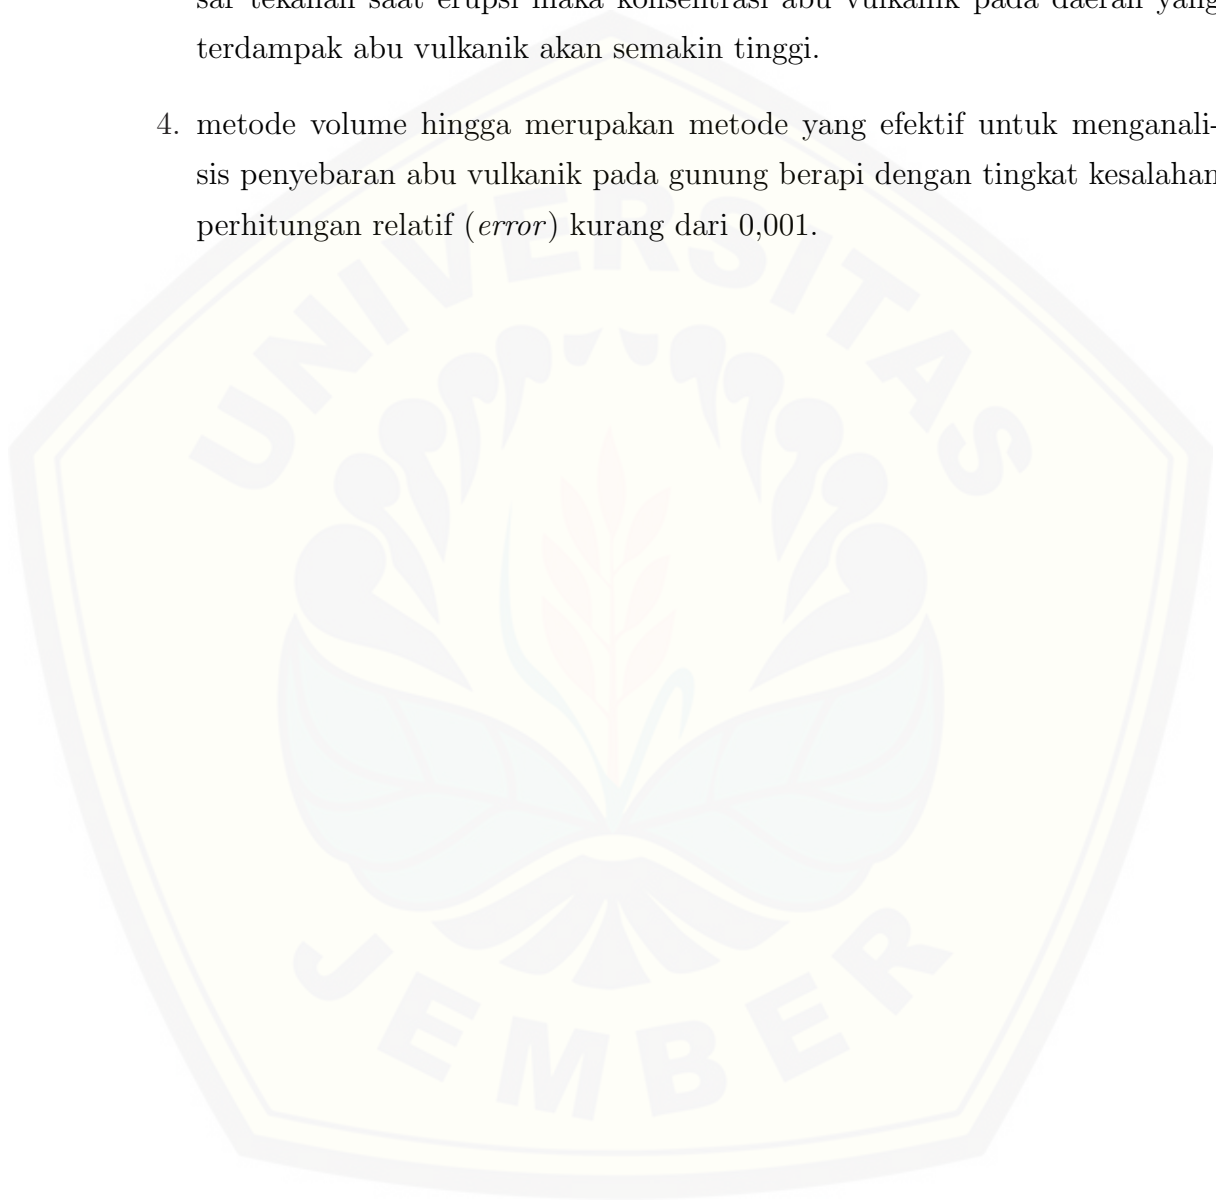 sar tekanan saat erupsi maka konsentrasi abu vulkanik pada daerah yang
terdampak abu vulkanik akan semakin tinggi.
4. metode volume hingga merupakan metode yang efektif untuk menganali-
sis penyebaran abu vulkanik pada gunung berapi dengan tingkat kesalahan
perhitungan relatif (error) kurang dari 0,001.
UNIVERSITAS
JEMBER